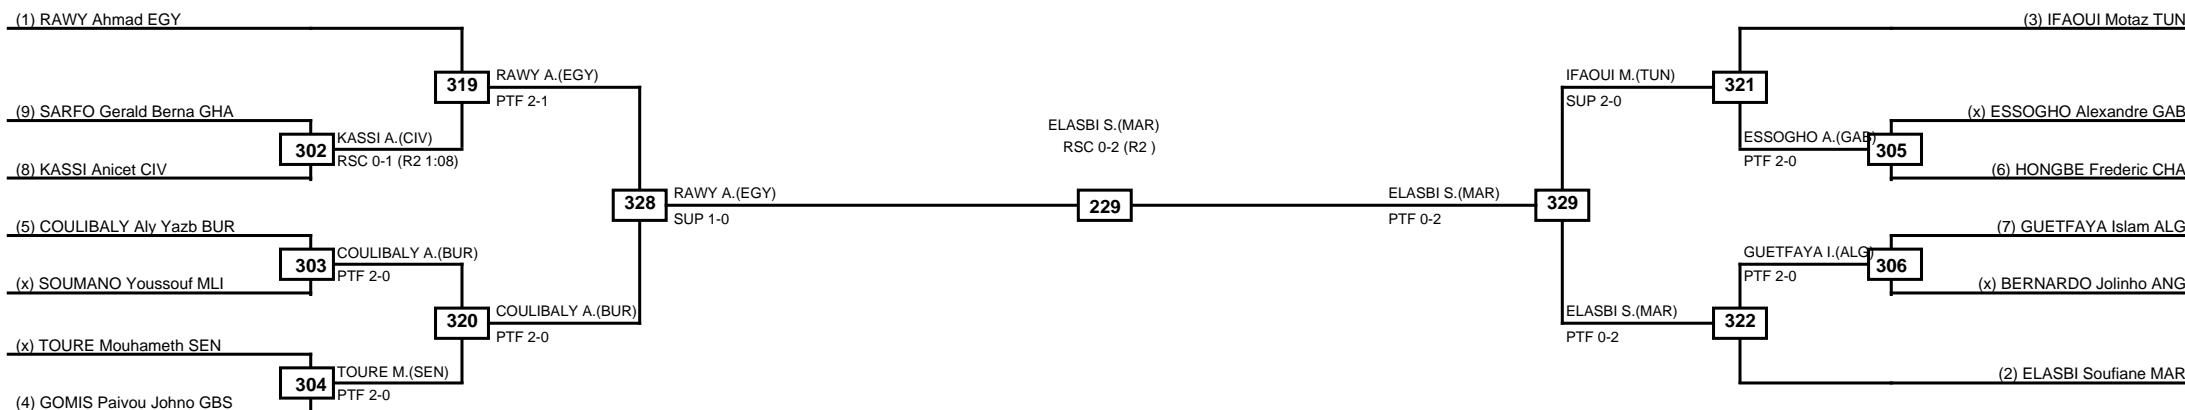 (1) RAWY Ahmad EGY
(3) IFAOUI Motaz TUN
319
RAWY A.(EGY)
PTF 2-1
IFAOUI M.(TUN)
SUP 2-0
321
(9) SARFO Gerald Berna GHA
302
KASSI A.(CIV)
RSC 0-1 (R2 1:08)
(8) KASSI Anicet CIV
ELASBI S.(MAR)
RSC 0-2 (R2 )
(x) ESSOGHO Alexandre GAB
ESSOGHO A.(GAB)
PTF 2-0
305
(6) HONGBE Frederic CHA
328
RAWY A.(EGY)
SUP 1-0
229
ELASBI S.(MAR)
PTF 0-2
329
(5) COULIBALY Aly Yazb BUR
303
COULIBALY A.(BUR)
PTF 2-0
(x) SOUMANO Youssouf MLI
(7) GUETFAYA Islam ALG
GUETFAYA I.(ALG)
PTF 2-0
306
(x) BERNARDO Jolinho ANG
320
COULIBALY A.(BUR)
PTF 2-0
ELASBI S.(MAR)
PTF 0-2
322
(x) TOURE Mouhameth SEN
304
TOURE M.(SEN)
PTF 2-0
(4) GOMIS Paivou Johno GBS
(2) ELASBI Soufiane MAR